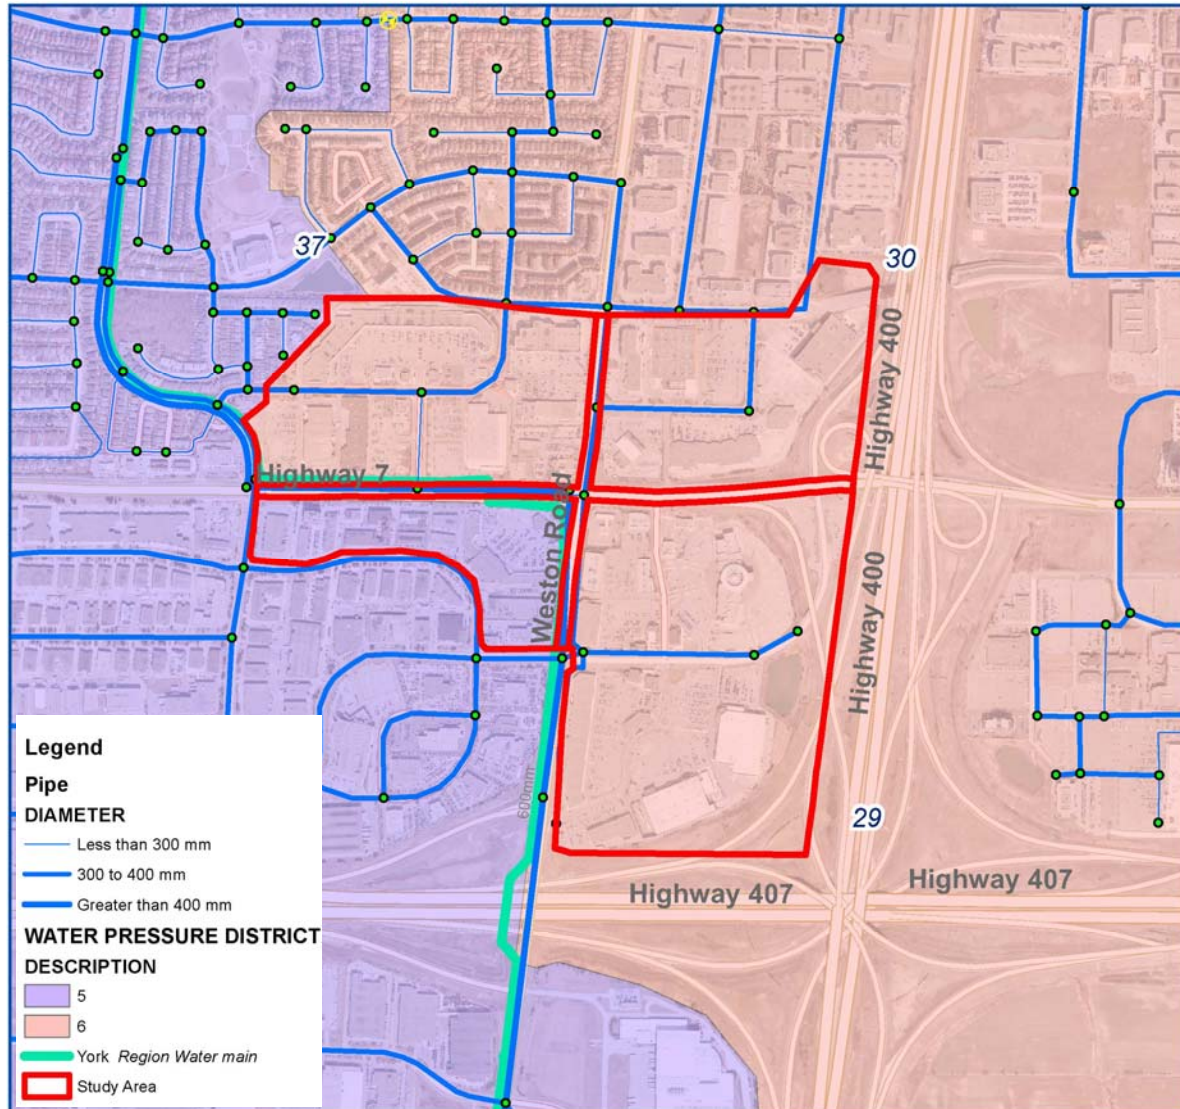 37
30
Highway 400
Highway 7
Weston Road
Highway 400
600mm
29
Highway 407
Highway 407
Legend
Pipe
DIAMETER
Less than 300 mm
300 to 400 mm
Greater than 400 mm
WATER PRESSURE DISTRICT
DESCRIPTION
5
6
York Region Water main
Study Area